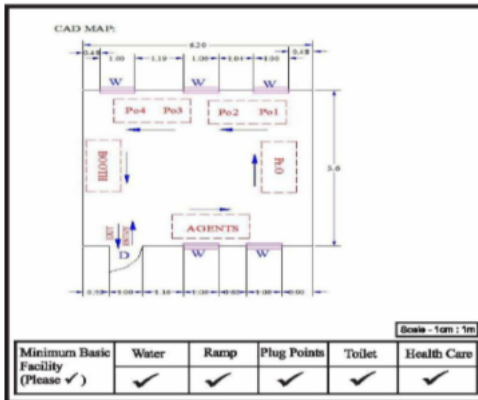 CAD MAP:
6.20
0.48 1.00 1.19 1.00 1.04 1.00 0.48
W W W
Po4 Po3 Po2 Po1
BOOTH
PrO
5.0
EXIT
ENTRY
AGENTS
D W W
1.00 1.00 1.00
Scale - 1cm : 1m
Minimum Basic Facility (Please ✓) Water Ramp Plug Points Toilet Health Care
✓ ✓ ✓ ✓ ✓